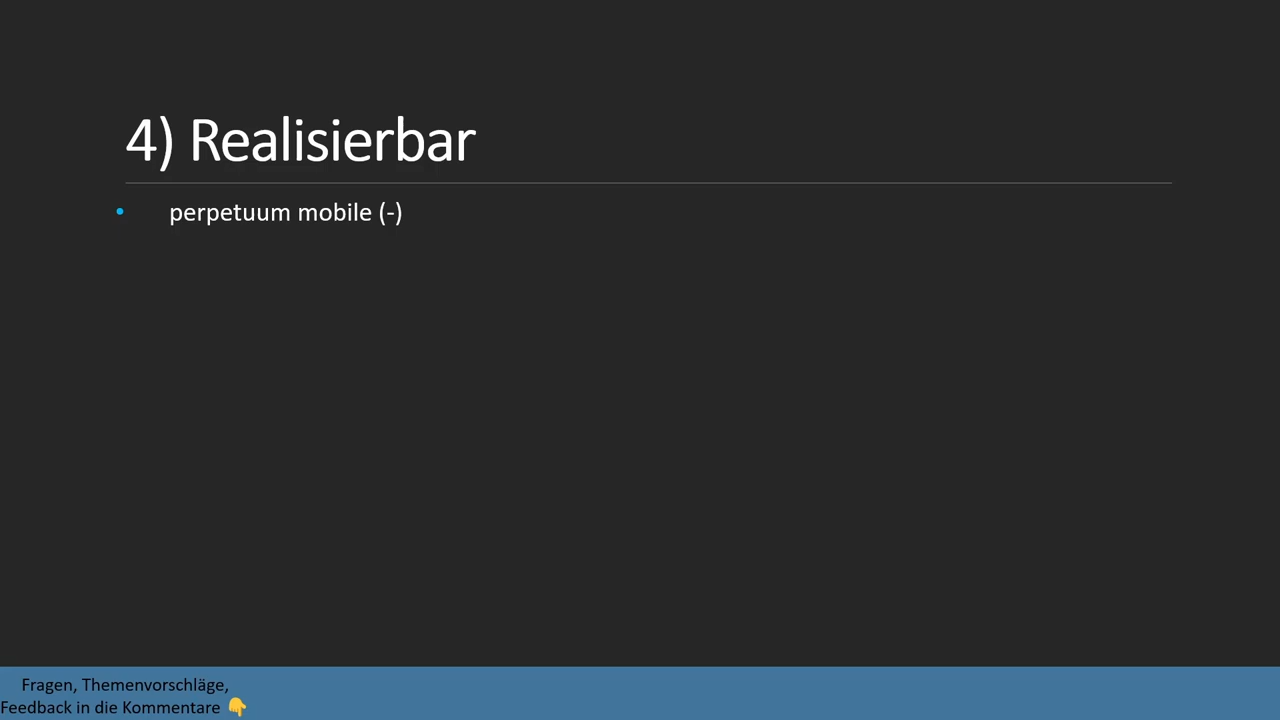 4) Realisierbar
• perpetuum mobile (-)
Fragen, Themenvorschläge,
Feedback in die Kommentare 👇